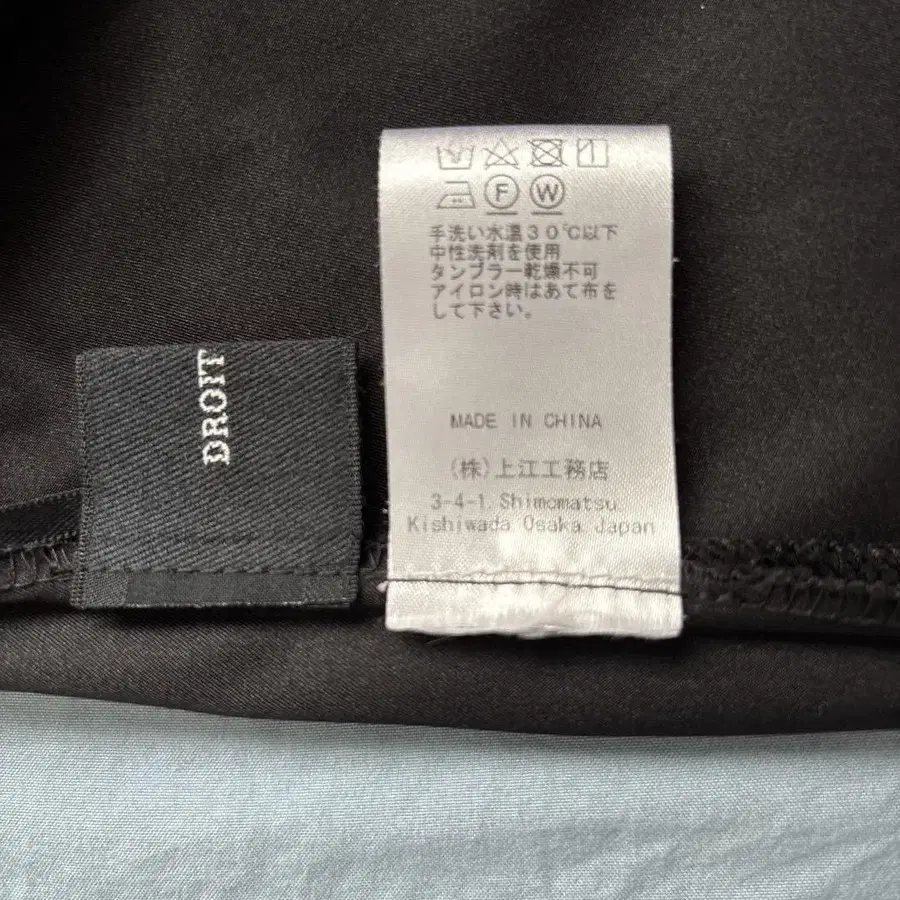 DROIT
F
W
手洗い水温30℃以下
中性洗剤を使用
タンブラー乾燥不可
アイロン時はあて布を
して下さい。
MADE IN CHINA
(株)上江工務店
3-4-1. Shimomatsu
Kishiwada Osaka Japan